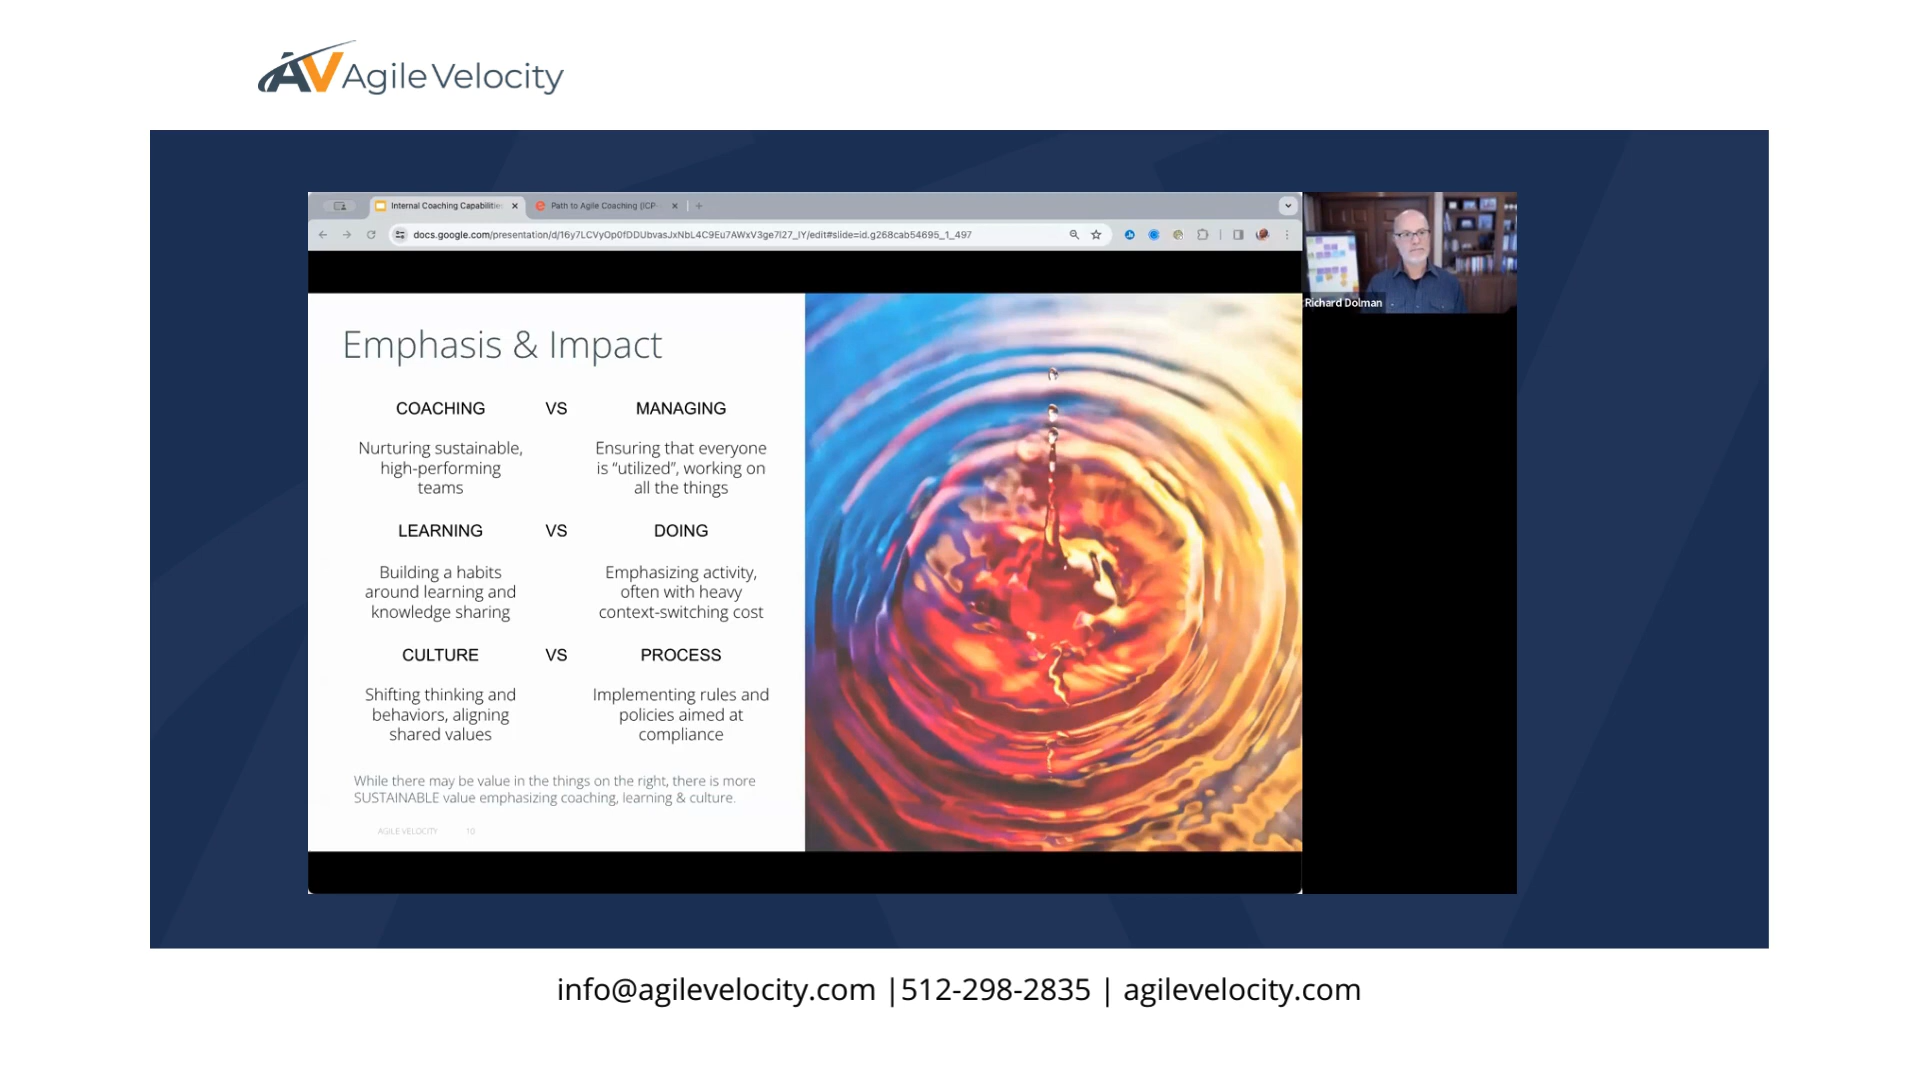 AV Agile Velocity
Internal Coaching Capabilitie
Path to Agile Coaching (ICP-
docs.google.com/presentation/d/16y7LCVyOp0fDDUbvasJxNbL4C9Eu7AWxV3ge7I27_IY/edit#slide=id.g268cab54695_1_497
Richard Dolman
Emphasis & Impact
COACHING VS MANAGING
Nurturing sustainable, Ensuring that everyone
high-performing is “utilized”, working on
teams all the things
LEARNING VS DOING
Building a habits Emphasizing activity,
around learning and often with heavy
knowledge sharing context-switching cost
CULTURE VS PROCESS
Shifting thinking and Implementing rules and
behaviors, aligning policies aimed at
shared values compliance
While there may be value in the things on the right, there is more
SUSTAINABLE value emphasizing coaching, learning & culture.
AGILE VELOCITY 10
info@agilevelocity.com |512-298-2835 | agilevelocity.com